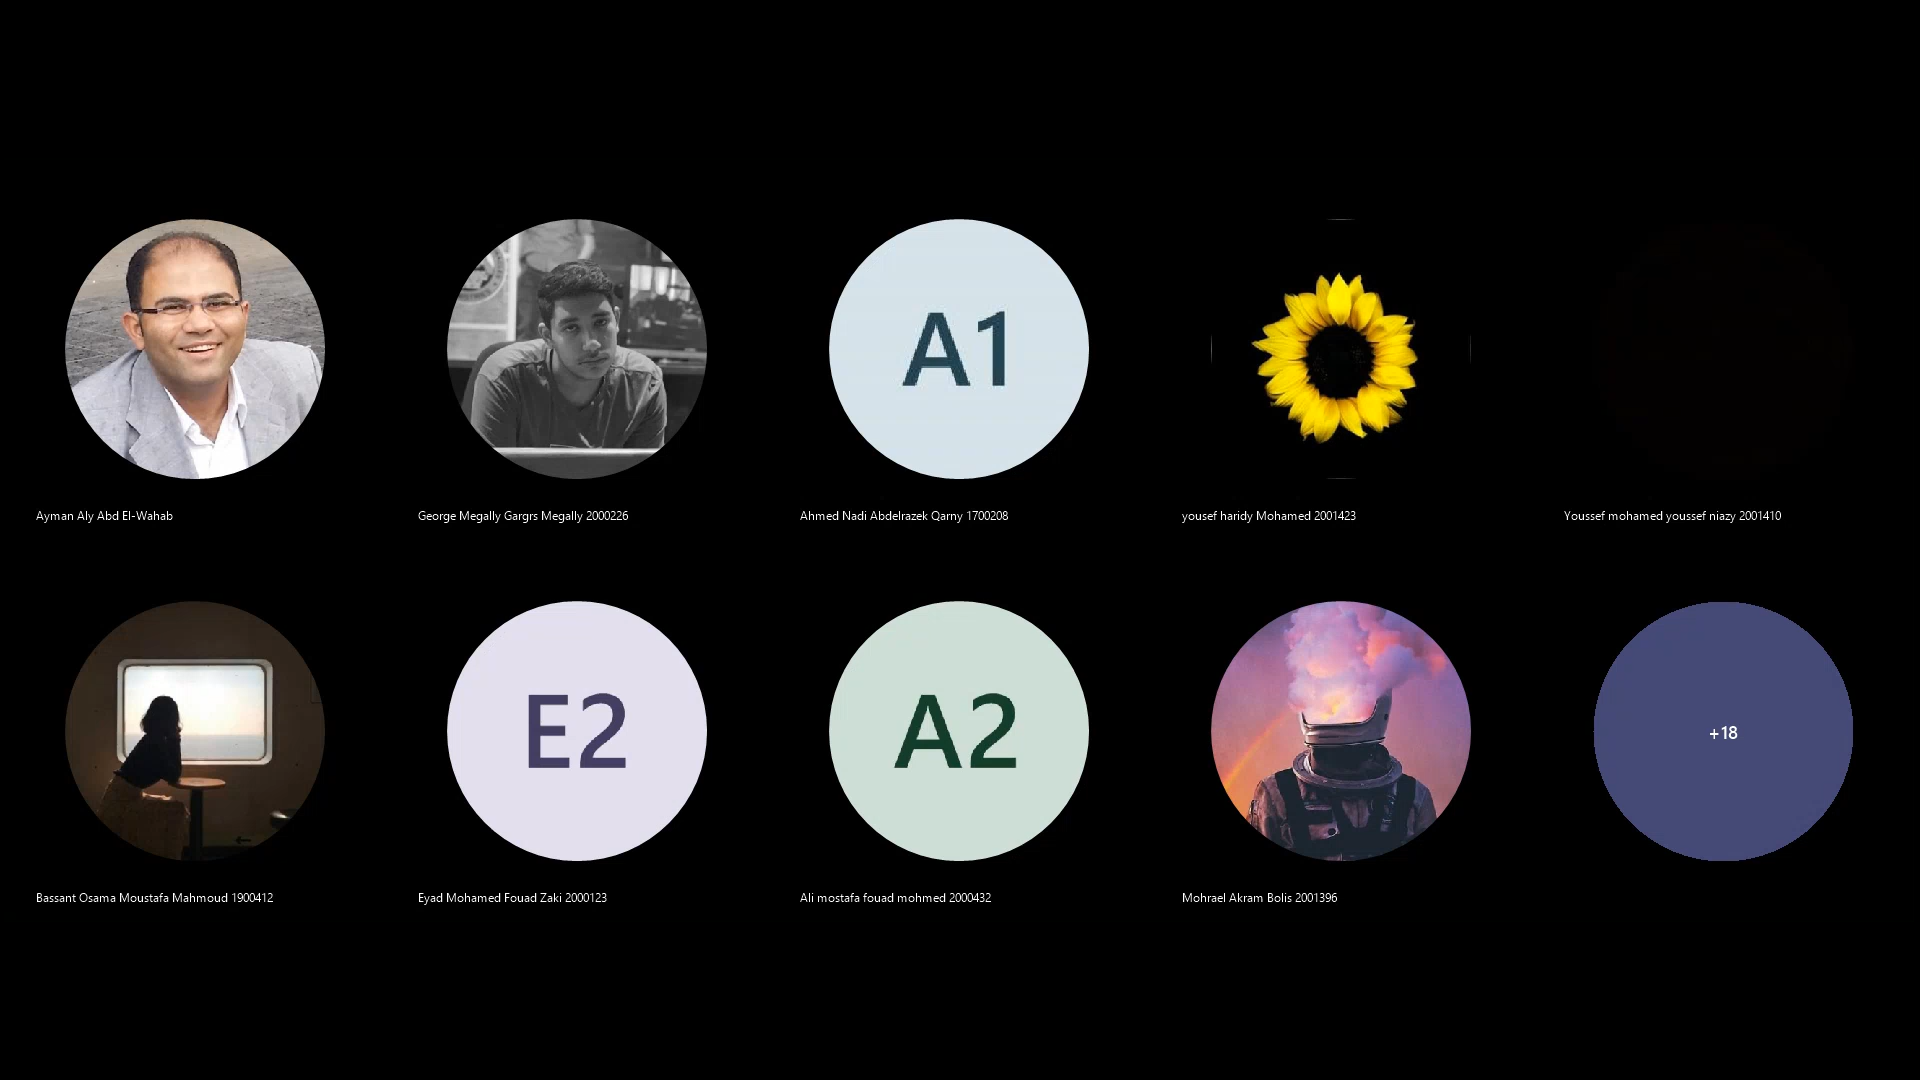 A1
Ayman Aly Abd El-Wahab
George Megally Gargrs Megally 2000226
Ahmed Nadi Abdelrazek Qarny 1700208
yousef haridy Mohamed 2001423
Youssef mohamed youssef niazy 2001410
E2
A2
+18
Bassant Osama Moustafa Mahmoud 1900412
Eyad Mohamed Fouad Zaki 2000123
Ali mostafa fouad mohmed 2000432
Mohrael Akram Bolis 2001396